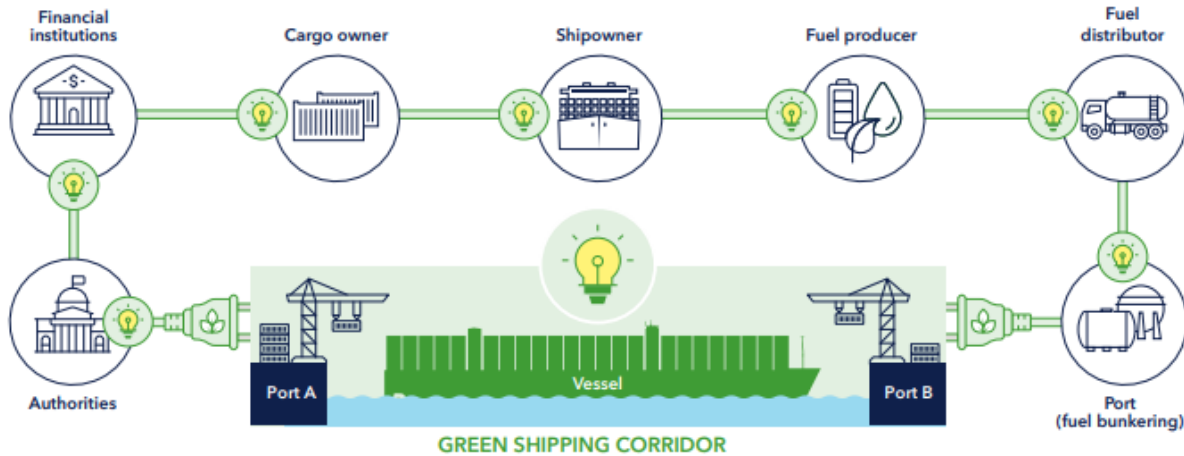 Financial
institutions
Cargo owner
Shipowner
Fuel producer
Fuel
distributor
$
Authorities
Port A
Vessel
Port B
Port
(fuel bunkering)
GREEN SHIPPING CORRIDOR